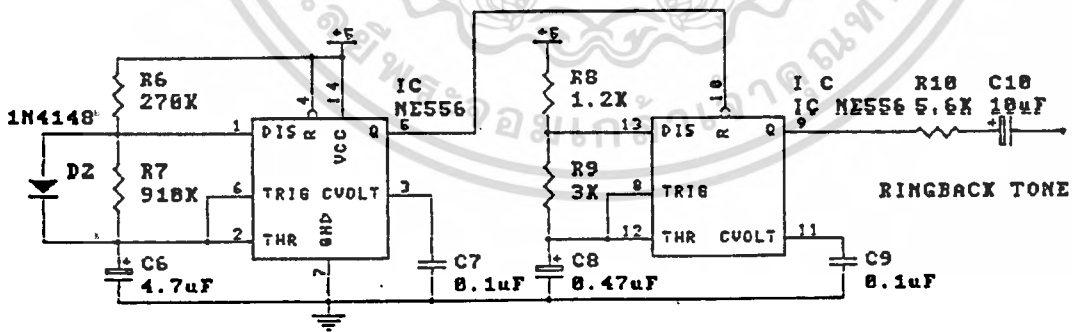 +5
+5
R6
270K
4
14
IC
NE556
R8
1.2K
10
I C
IC NE556
R10
5.6K
C10
10uF
+
1N4148
1
DIS
R
VCC
Q
5
13
DIS
R
Q
9
D2
R7
910K
6
TRIG
CVOLT
3
R9
3K
8
TRIG
RINGBACK TONE
2
THR
GND
12
THR
CVOLT
11
+
C6
4.7uF
7
C7
0.1uF
+
C8
0.47uF
C9
0.1uF